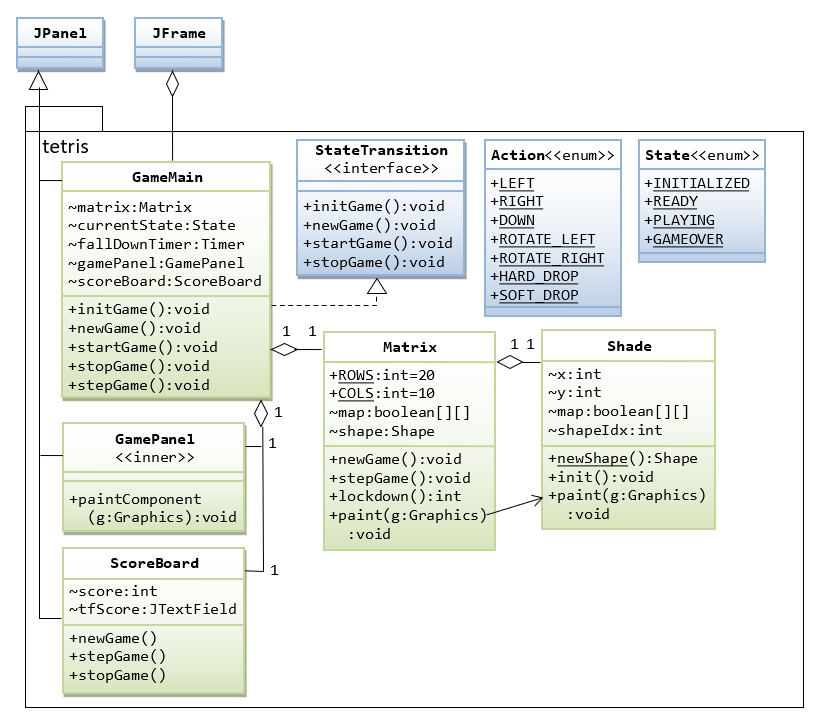 JPanel
JFrame
tetris
GameMain
~matrix:Matrix
~currentState:State
~fallDownTimer:Timer
~gamePanel:GamePanel
~scoreBoard:ScoreBoard
+initGame():void
+newGame():void
+startGame():void
+stopGame():void
+stepGame():void
StateTransition
<<interface>>
+initGame():void
+newGame():void
+startGame():void
+stopGame():void
Action<<enum>>
+LEFT
+RIGHT
+DOWN
+ROTATE_LEFT
+ROTATE_RIGHT
+HARD_DROP
+SOFT_DROP
State<<enum>>
+INITIALIZED
+READY
+PLAYING
+GAMEOVER
1 1
Matrix
+ROWS:int=20
+COLS:int=10
~map:boolean[][]
~shape:Shape
+newGame():void
+stepGame():void
+lockdown():int
+paint(g:Graphics)
:void
1 1
Shade
~x:int
~y:int
~map:boolean[][]
~shapeIdx:int
+newShape():Shape
+init():void
+paint(g:Graphics)
:void
1
GamePanel
<<inner>>
+paintComponent
(g:Graphics):void
1
ScoreBoard
~score:int
~tfScore:JTextField
+newGame()
+stepGame()
+stopGame()
1